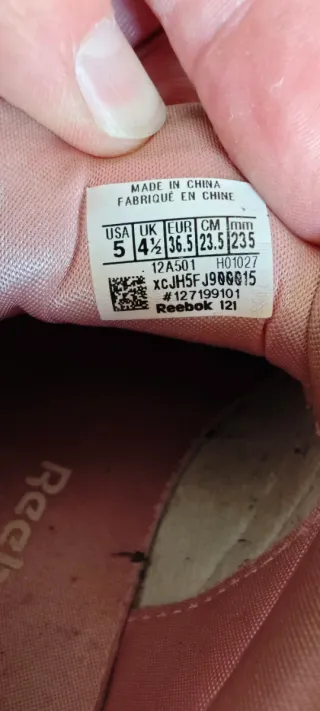 MADE IN CHINA
FABRIQUÉ EN CHINE
USA UK EUR CM mm
5 4½ 36.5 23.5 235
12A501 H01027
#127199101
Reebok 121
Reeb